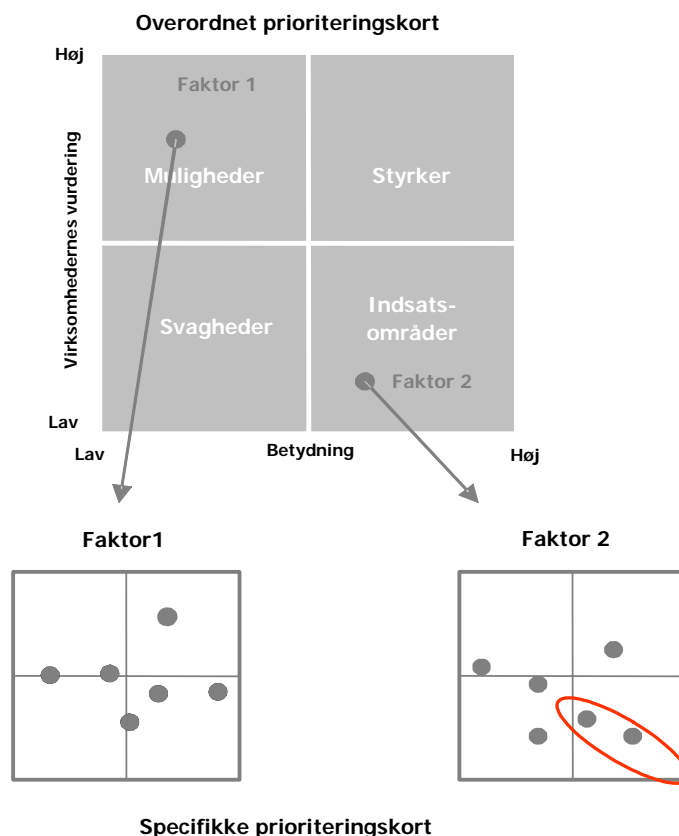 Overordnet prioriteringskort
Høj
Faktor 1
Muligheder
Styrker
Virksomhedernes vurdering
Svagheder
Indsats-
områder
Faktor 2
Lav
Lav
Betydning
Høj
Faktor1
Faktor 2
Specifikke prioriteringskort